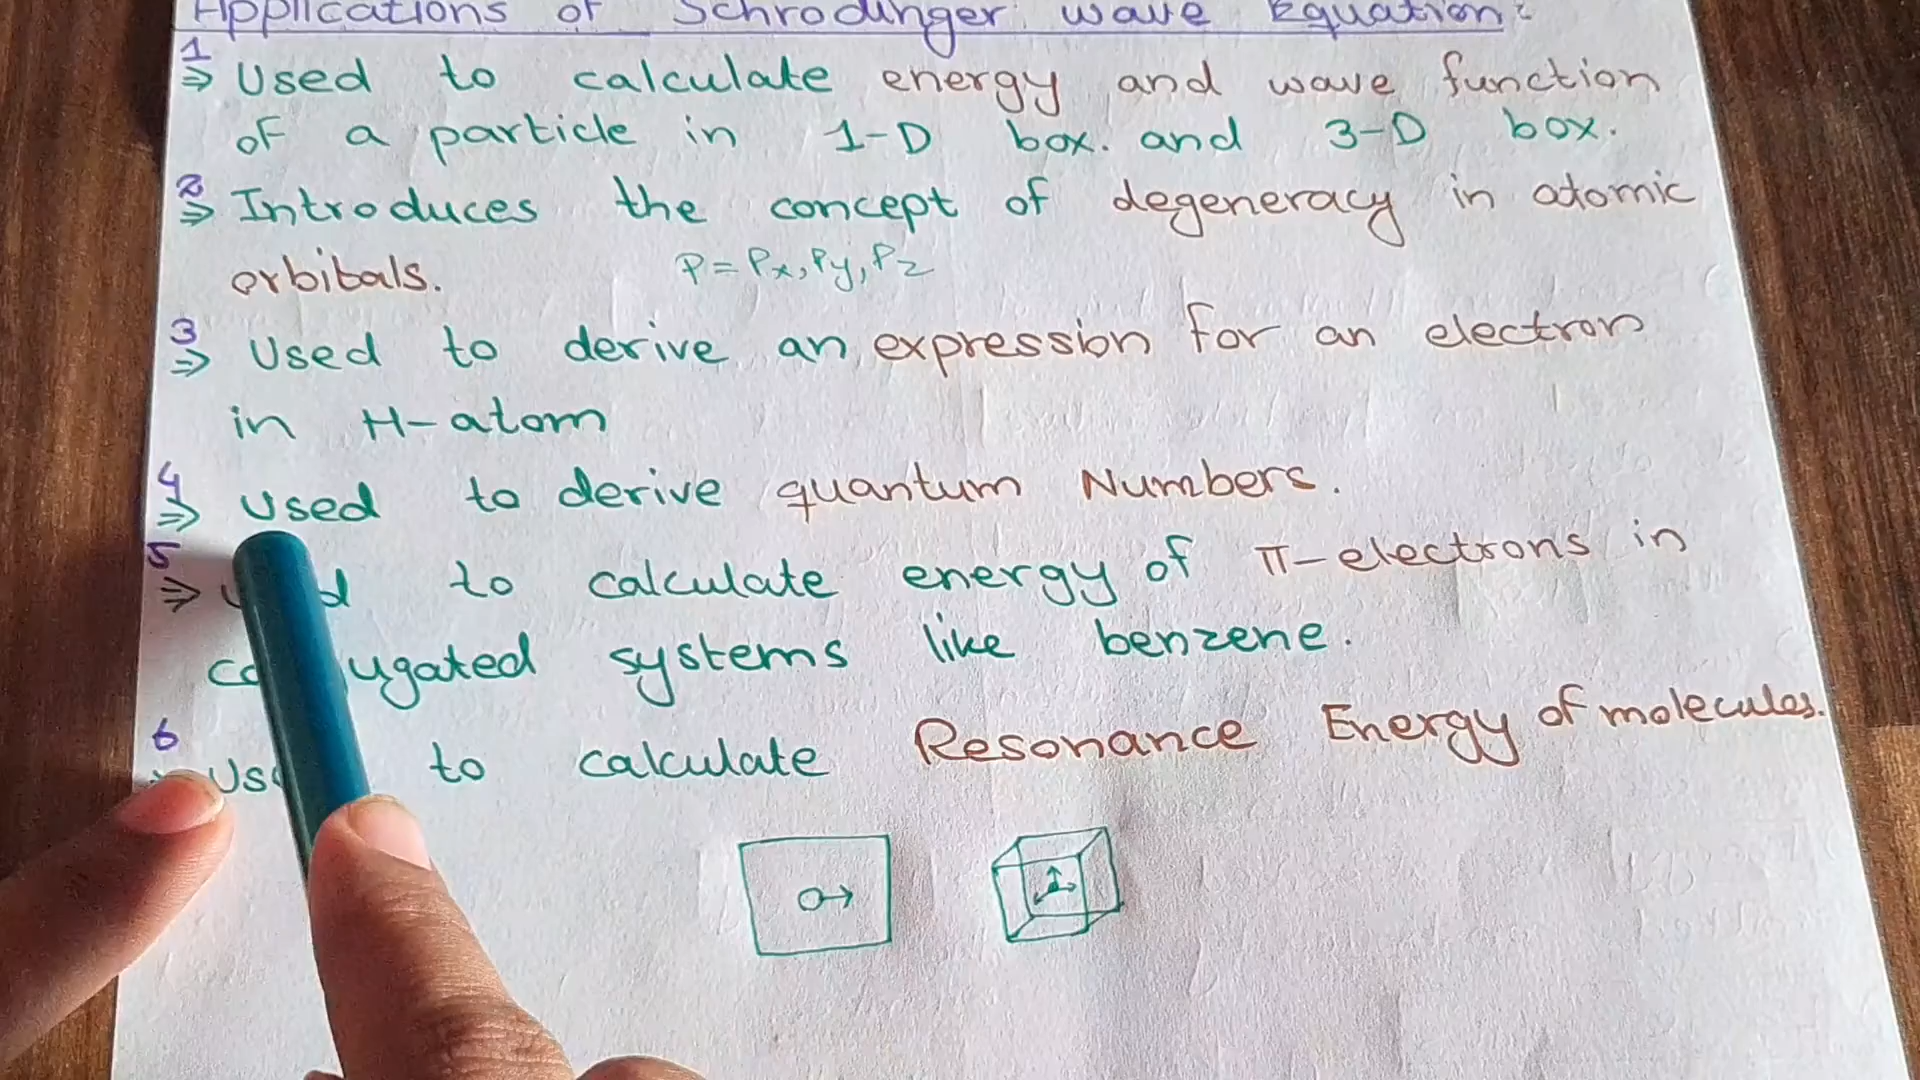 Applications of Schrodinger wave Equation:
1 ⇒ Used to calculate energy and wave function
of a particle in 1-D box. and 3-D box.
2 ⇒ Introduces the concept of degeneracy in atomic
orbitals. P=Px,Py,Pz
3 ⇒ Used to derive an expression for an electron
in H-atom
4 ⇒ Used to derive quantum Numbers.
5 ⇒ to calculate energy of π-electrons in
systems like benzene.
6 to calculate Resonance Energy of molecules.